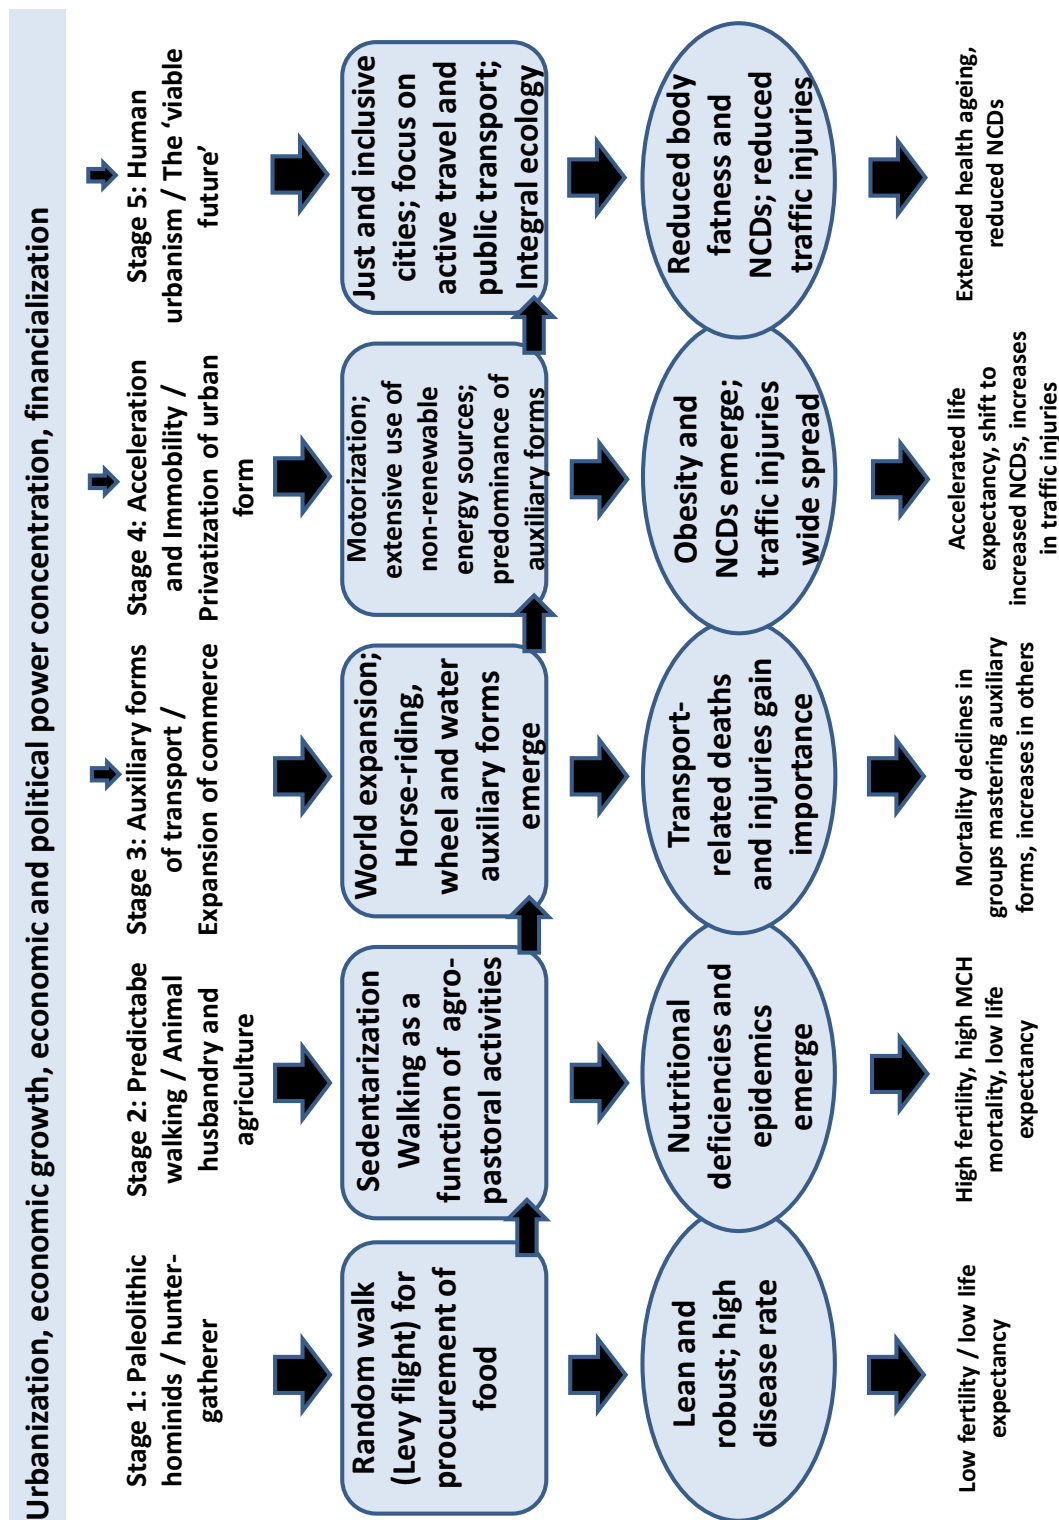 Urbanization, economic growth, economic and political power concentration, financialization
Stage 1: Paleolithic
hominids / hunter-
gatherer
Stage 2: Predictabe
walking / Animal
husbandry and
agriculture
Stage 3: Auxiliary forms
of transport /
Expansion of commerce
Stage 4: Acceleration
and Immobility /
Privatization of urban
form
Stage 5: Human
urbanism / The ‘viable
future’
Random walk
(Levy flight) for
procurement of
food
Sedentarization
Walking as a
function of agro-
pastoral activities
World expansion;
Horse-riding,
wheel and water
auxiliary forms
emerge
Motorization;
extensive use of
non-renewable
energy sources;
predominance of
auxiliary forms
Just and inclusive
cities; focus on
active travel and
public transport;
Integral ecology
Lean and
robust; high
disease rate
Nutritional
deficiencies and
epidemics
emerge
Transport-
related deaths
and injuries gain
importance
Obesity and
NCDs emerge;
traffic injuries
wide spread
Reduced body
fatness and
NCDs; reduced
traffic injuries
Low fertility / low life
expectancy
High fertility, high MCH
mortality, low life
expectancy
Mortality declines in
groups mastering auxiliary
forms, increases in others
Accelerated life
expectancy, shift to
increased NCDs, increases
in traffic injuries
Extended health ageing,
reduced NCDs